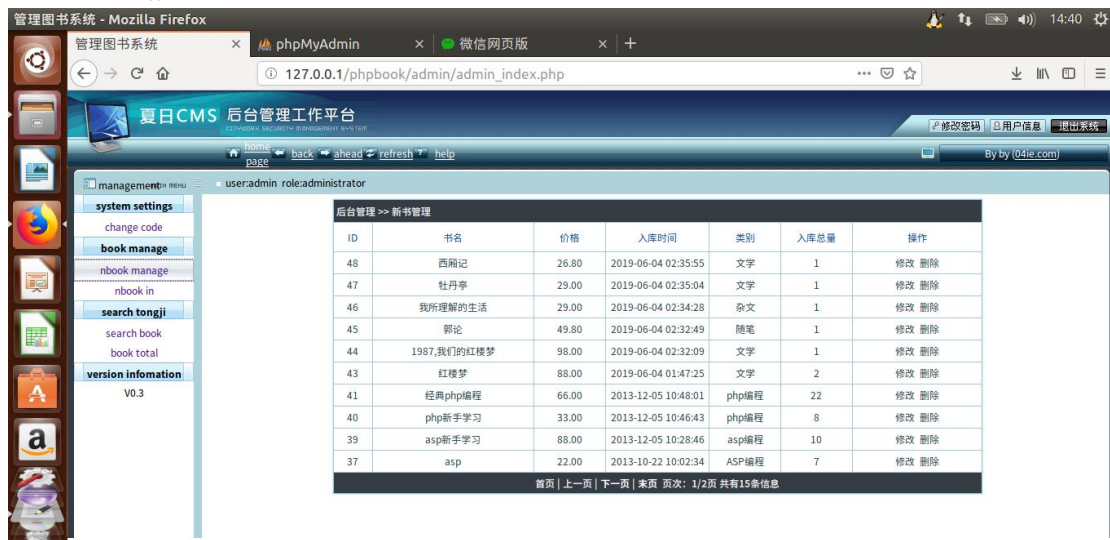 管理图书系统 - Mozilla Firefox 14:40
管理图书系统 × phpMyAdmin × 微信网页版 × +
127.0.0.1/phpbook/admin/admin_index.php
夏日CMS 后台管理工作平台
修改密码 用户信息 退出系统
home page back ahead refresh help By by (04ie.com)
management MENU user:admin role:administrator
system settings
change code
book manage
nbook manage
nbook in
search tongji
search book
book total
version infomation
V0.3
后台管理 >> 新书管理
ID 书名 价格 入库时间 类别 入库总量 操作
48 西厢记 26.80 2019-06-04 02:35:55 文学 1 修改 删除
47 牡丹亭 29.00 2019-06-04 02:35:04 文学 1 修改 删除
46 我所理解的生活 29.00 2019-06-04 02:34:28 杂文 1 修改 删除
45 郭论 49.80 2019-06-04 02:32:49 随笔 1 修改 删除
44 1987,我们的红楼梦 98.00 2019-06-04 02:32:09 文学 1 修改 删除
43 红楼梦 88.00 2019-06-04 01:47:25 文学 2 修改 删除
41 经典php编程 66.00 2013-12-05 10:48:01 php编程 22 修改 删除
40 php新手学习 33.00 2013-12-05 10:46:43 php编程 8 修改 删除
39 asp新手学习 88.00 2013-12-05 10:28:46 asp编程 10 修改 删除
37 asp 22.00 2013-10-22 10:02:34 ASP编程 7 修改 删除
首页 | 上一页 | 下一页 | 末页 页次：1/2页 共有15条信息